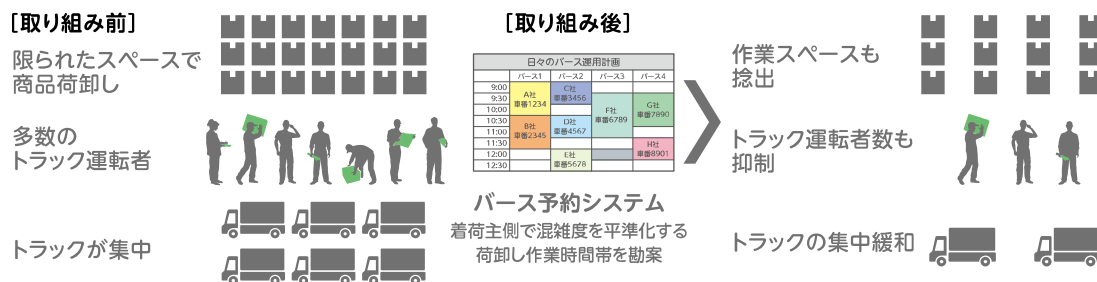 [取り組み前]
限られたスペースで
商品荷卸し
多数の
トラック運転者
トラックが集中
[取り組み後]
日々のバース運用計画
バース1 バース2 バース3 バース4
9:00
9:30
10:00
10:30
11:00
11:30
12:00
12:30
A社
車番1234
B社
車番2345
C社
車番3456
D社
車番4567
E社
車番5678
F社
車番6789
G社
車番7890
H社
車番8901
バース予約システム
着荷主側で混雑度を平準化する
荷卸し作業時間帯を勘案
作業スペースも
捻出
トラック運転者数も
抑制
トラックの集中緩和